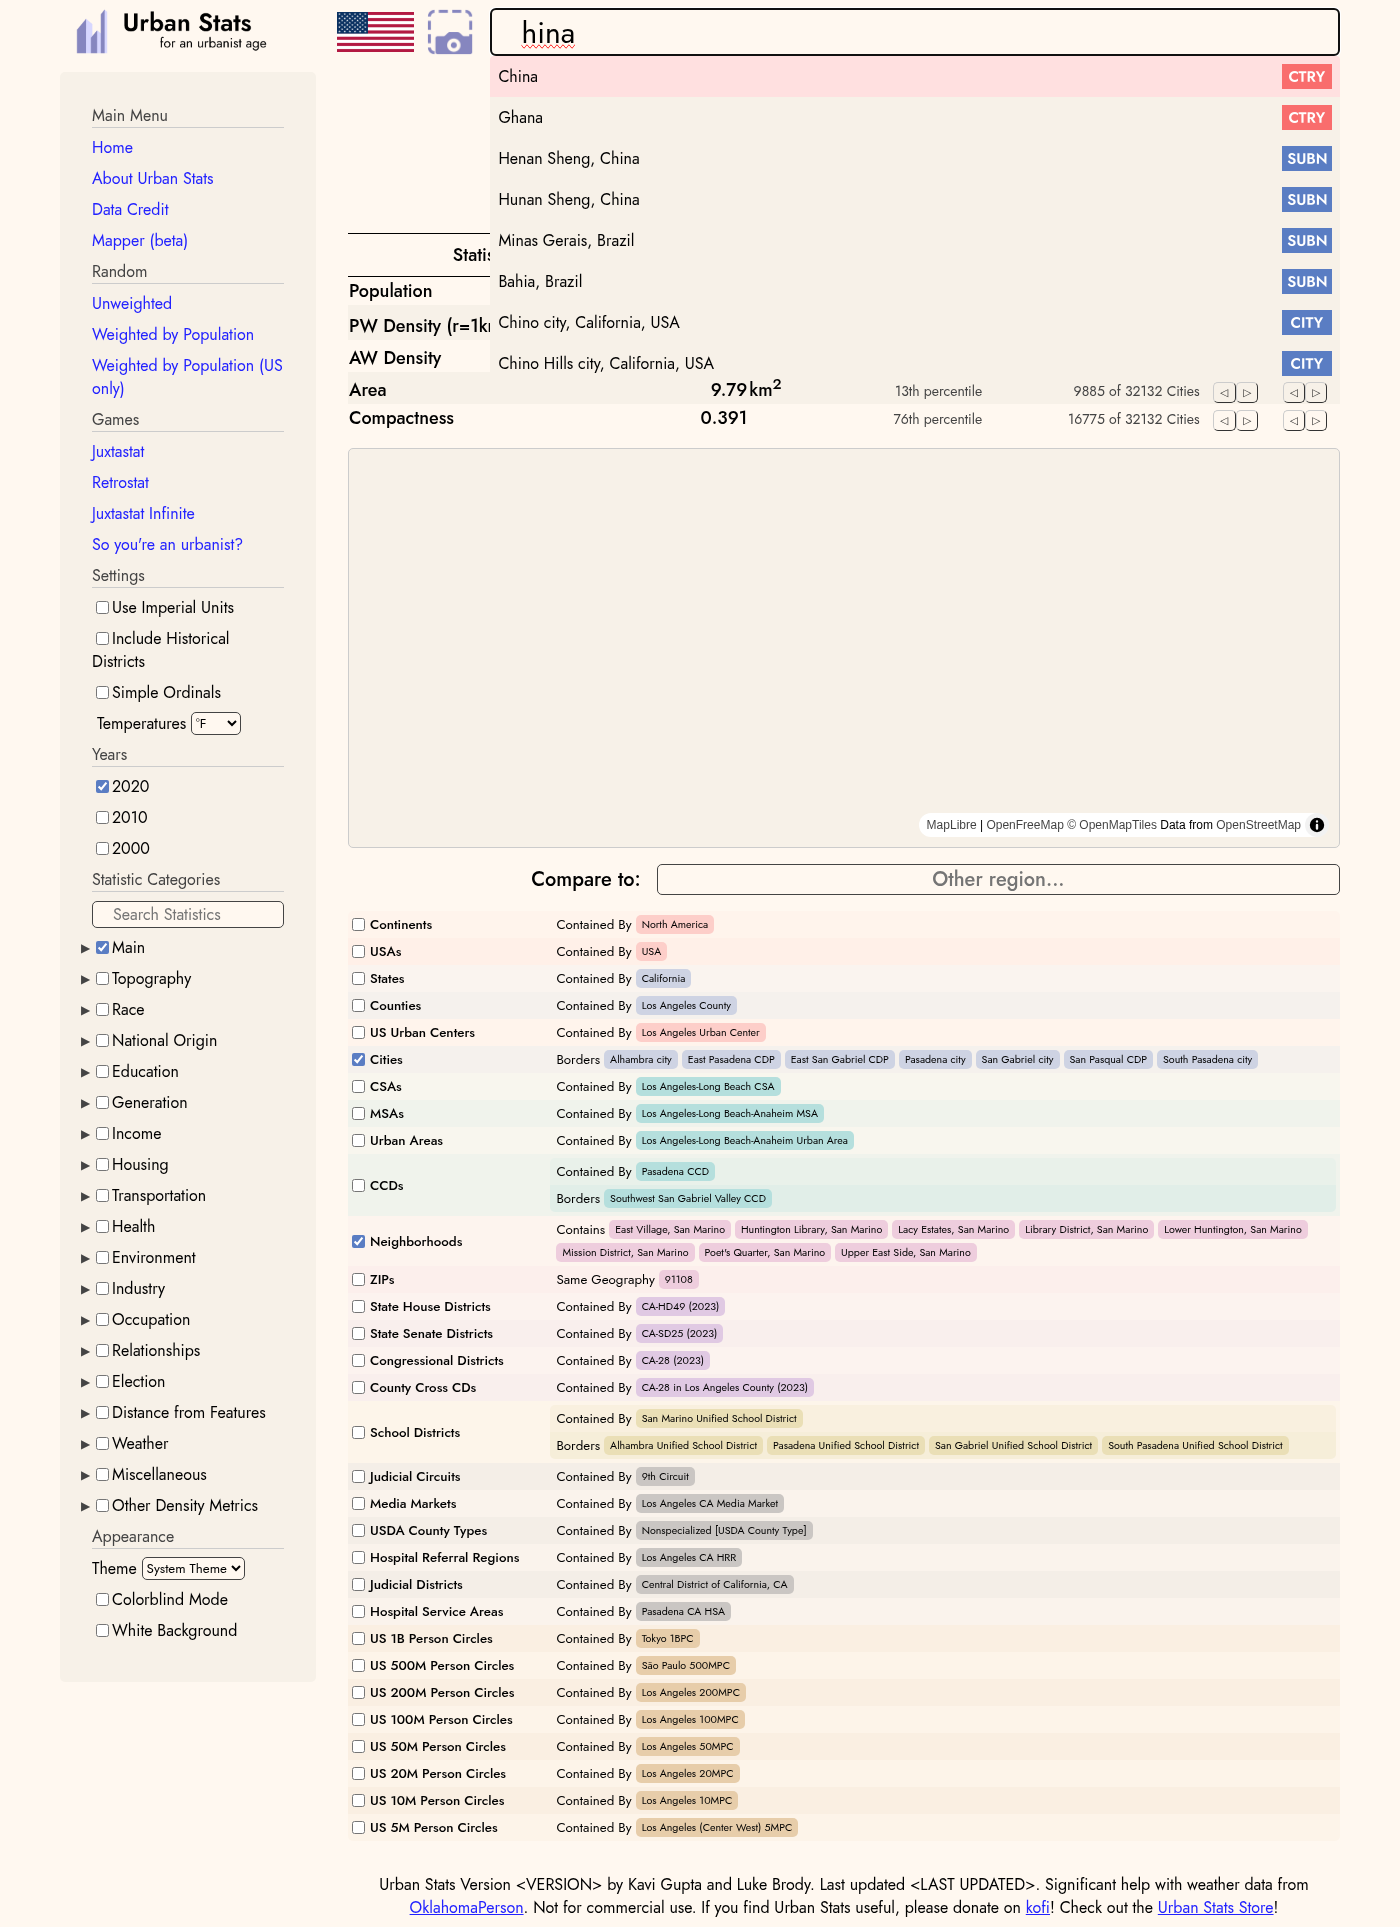 Urban Stats
for an urbanist age
hina
China CTRY
Ghana CTRY
Henan Sheng, China SUBN
Hunan Sheng, China SUBN
Minas Gerais, Brazil SUBN
Bahia, Brazil SUBN
Chino city, California, USA CITY
Chino Hills city, California, USA CITY
Main Menu
Home
About Urban Stats
Data Credit
Mapper (beta)
Random
Unweighted
Weighted by Population
Weighted by Population (US
only)
Games
Juxtastat
Retrostat
Juxtastat Infinite
So you're an urbanist?
Settings
Use Imperial Units
Include Historical
Districts
Simple Ordinals
Temperatures °F
Years
2020
2010
2000
Statistic Categories
Search Statistics
Main
Topography
Race
National Origin
Education
Generation
Income
Housing
Transportation
Health
Environment
Industry
Occupation
Relationships
Election
Distance from Features
Weather
Miscellaneous
Other Density Metrics
Appearance
Theme System Theme
Colorblind Mode
White Background
Statis
Population
PW Density (r=1k
AW Density
Area 9.79 km² 13th percentile 9885 of 32132 Cities
Compactness 0.391 76th percentile 16775 of 32132 Cities
MapLibre | OpenFreeMap © OpenMapTiles Data from OpenStreetMap
Compare to: Other region...
Continents Contained By North America
USAs Contained By USA
States Contained By California
Counties Contained By Los Angeles County
US Urban Centers Contained By Los Angeles Urban Center
Cities Borders Alhambra city East Pasadena CDP East San Gabriel CDP Pasadena city San Gabriel city San Pasqual CDP South Pasadena city
CSAs Contained By Los Angeles-Long Beach CSA
MSAs Contained By Los Angeles-Long Beach-Anaheim MSA
Urban Areas Contained By Los Angeles-Long Beach-Anaheim Urban Area
CCDs Contained By Pasadena CCD
Borders Southwest San Gabriel Valley CCD
Neighborhoods Contains East Village, San Marino Huntington Library, San Marino Lacy Estates, San Marino Library District, San Marino Lower Huntington, San Marino
Mission District, San Marino Poet's Quarter, San Marino Upper East Side, San Marino
ZIPs Same Geography 91108
State House Districts Contained By CA-HD49 (2023)
State Senate Districts Contained By CA-SD25 (2023)
Congressional Districts Contained By CA-28 (2023)
County Cross CDs Contained By CA-28 in Los Angeles County (2023)
School Districts Contained By San Marino Unified School District
Borders Alhambra Unified School District Pasadena Unified School District San Gabriel Unified School District South Pasadena Unified School District
Judicial Circuits Contained By 9th Circuit
Media Markets Contained By Los Angeles CA Media Market
USDA County Types Contained By Nonspecialized [USDA County Type]
Hospital Referral Regions Contained By Los Angeles CA HRR
Judicial Districts Contained By Central District of California, CA
Hospital Service Areas Contained By Pasadena CA HSA
US 1B Person Circles Contained By Tokyo 1BPC
US 500M Person Circles Contained By São Paulo 500MPC
US 200M Person Circles Contained By Los Angeles 200MPC
US 100M Person Circles Contained By Los Angeles 100MPC
US 50M Person Circles Contained By Los Angeles 50MPC
US 20M Person Circles Contained By Los Angeles 20MPC
US 10M Person Circles Contained By Los Angeles 10MPC
US 5M Person Circles Contained By Los Angeles (Center West) 5MPC
Urban Stats Version <VERSION> by Kavi Gupta and Luke Brody. Last updated <LAST UPDATED>. Significant help with weather data from
OklahomaPerson. Not for commercial use. If you find Urban Stats useful, please donate on kofi! Check out the Urban Stats Store!